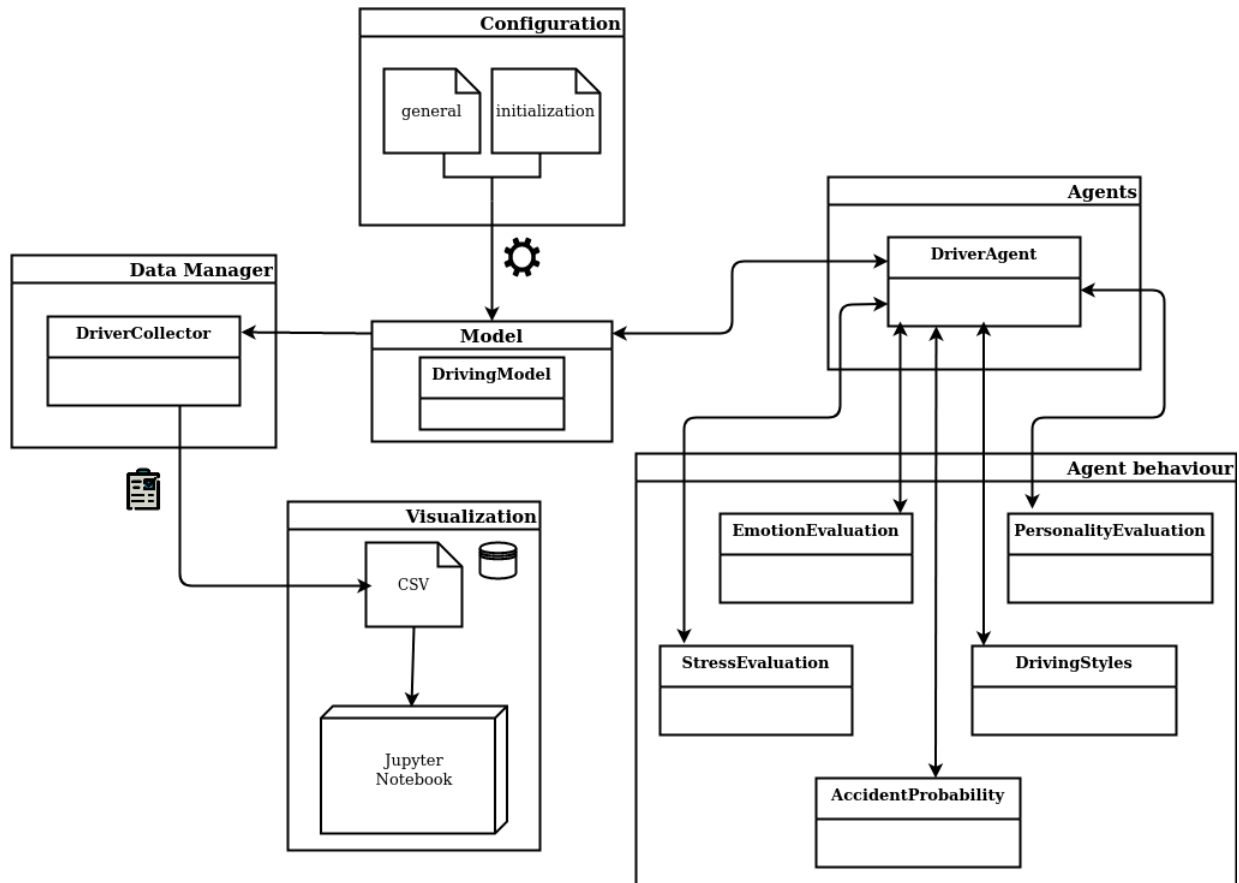 Configuration
general
initialization
Agents
DriverAgent
Data Manager
DriverCollector
Model
DrivingModel
Agent behaviour
EmotionEvaluation
PersonalityEvaluation
StressEvaluation
DrivingStyles
AccidentProbability
Visualization
CSV
Jupyter
Notebook